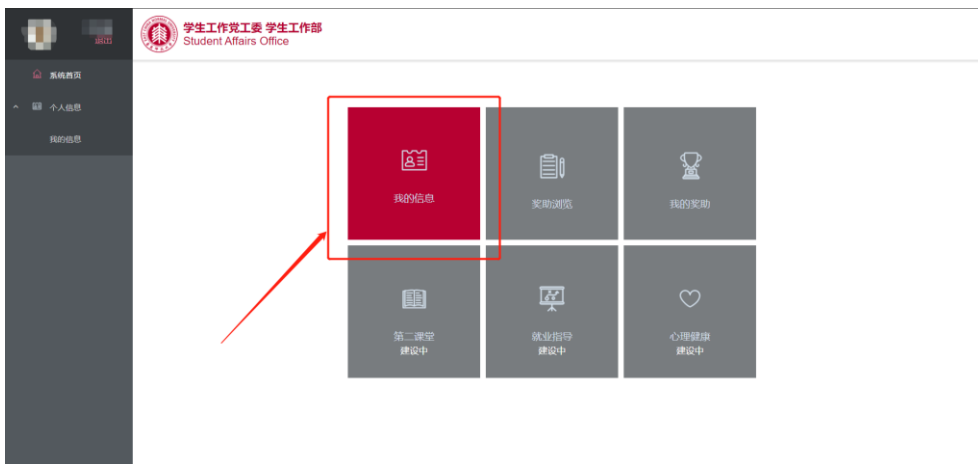 退出
学生工作党工委 学生工作部
Student Affairs Office
系统首页
个人信息
我的信息
我的信息
奖助浏览
我的奖助
第二课堂
建设中
就业指导
建设中
心理健康
建设中